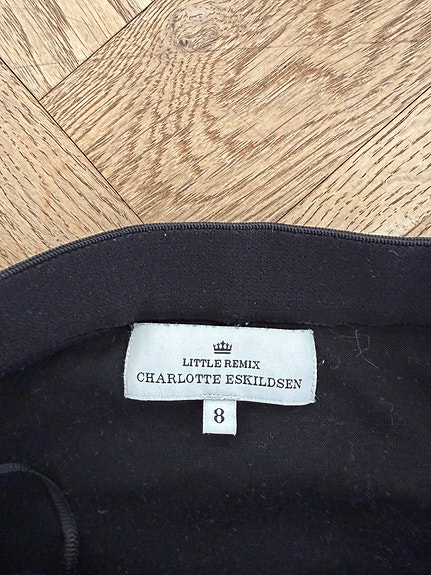 LITTLE REMIX
CHARLOTTE ESKILDSEN
8